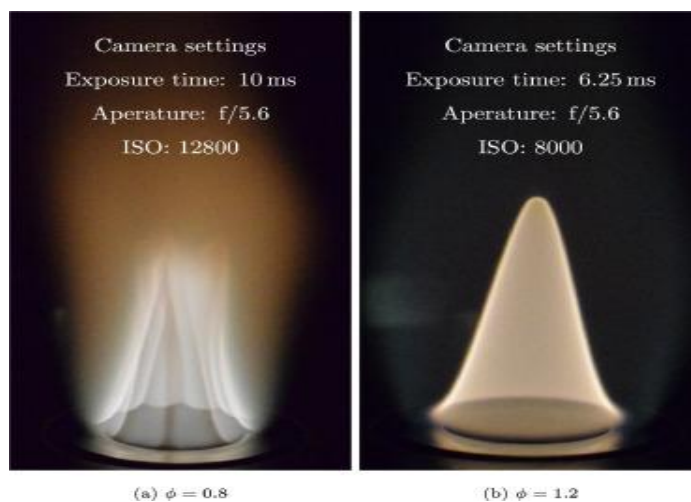 Camera settings
Exposure time: 10 ms
Aperature: f/5.6
ISO: 12800
Camera settings
Exposure time: 6.25 ms
Aperature: f/5.6
ISO: 8000
(a) ϕ = 0.8
(b) ϕ = 1.2